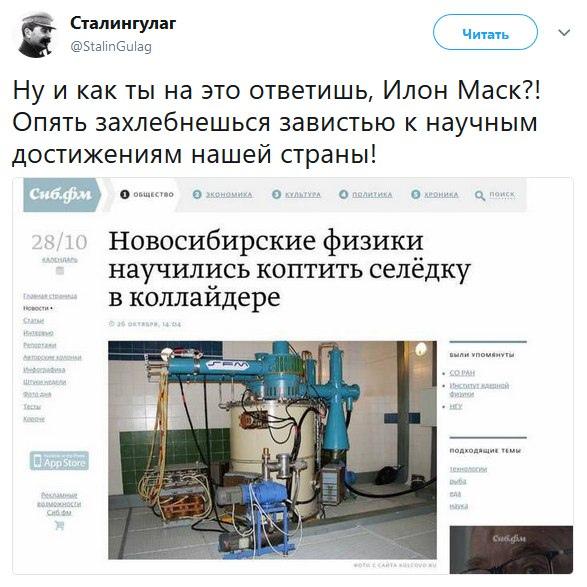 Сталингулаг
@StalinGulag
Читать
Ну и как ты на это ответишь, Илон Маск?!
Опять захлебнешься завистью к научным
достижениям нашей страны!
Сиб.фм
1 ОБЩЕСТВО
2 ЭКОНОМИКА
3 КУЛЬТУРА
4 ПОЛИТИКА
5 ХРОНИКА
ПОИСК
28/10
КАЛЕНДАРЬ
Новосибирские физики
научились коптить селёдку
в коллайдере
26 ОКТЯБРЯ, 14:04
Главная страница
Новости
Статьи
Интервью
Репортажи
Авторские колонки
Инфографика
Штуки недели
Фото дня
Тесты
Короче
App Store
Рекламные
возможности
Сиб.фм
SFM
БЫЛИ УПОМЯНУТЫ
СО РАН
Институт ядерной
физики
НГУ
ПОДХОДЯЩИЕ ТЕМЫ
технологии
рыба
еда
наука
Сиб.фм
ФОТО С САЙТА KOLCOVO.RU